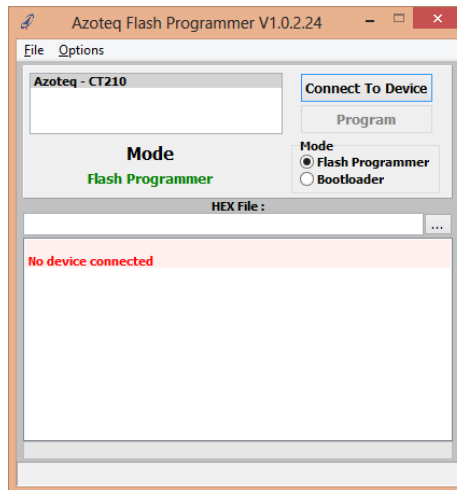 Azoteq Flash Programmer V1.0.2.24
File Options
Azoteq - CT210
Connect To Device
Program
Mode
Flash Programmer
Mode
Flash Programmer
Bootloader
HEX File :
...
No device connected